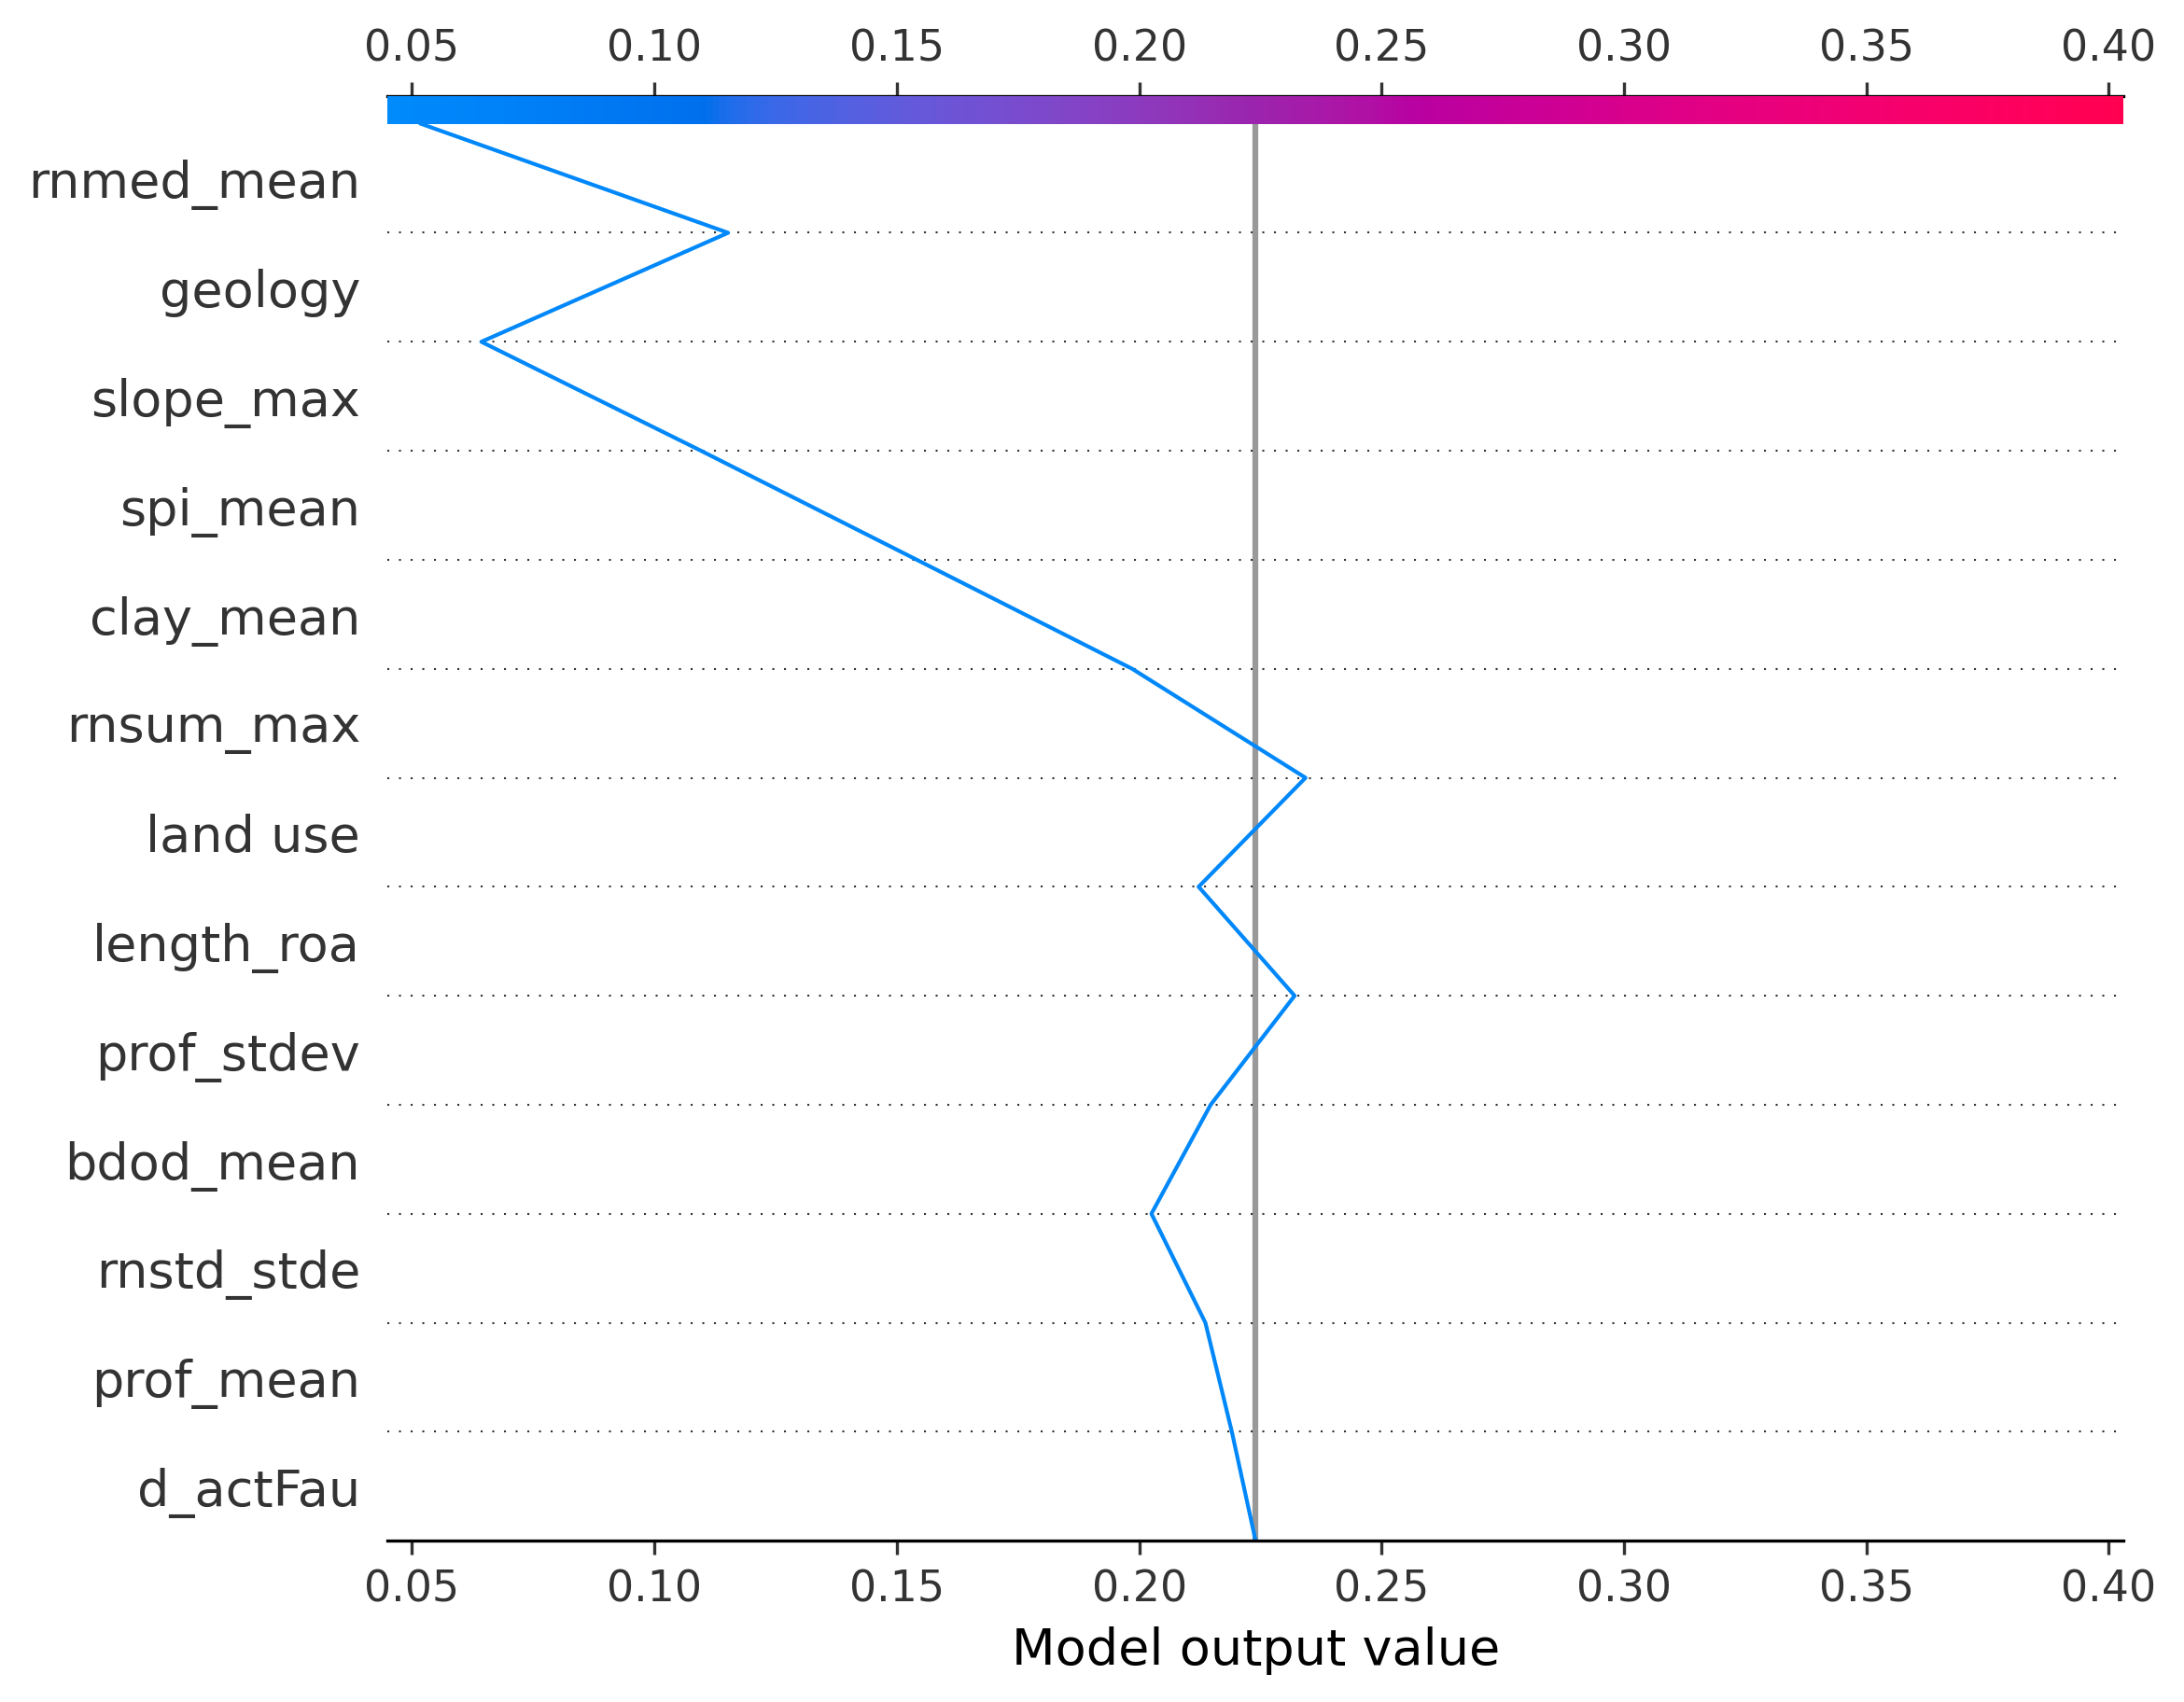 0.05 0.10 0.15 0.20 0.25 0.30 0.35 0.40
rnmed_mean
geology
slope_max
spi_mean
clay_mean
rnsum_max
land use
length_roa
prof_stdev
bdod_mean
rnstd_stde
prof_mean
d_actFau
0.05 0.10 0.15 0.20 0.25 0.30 0.35 0.40
Model output value